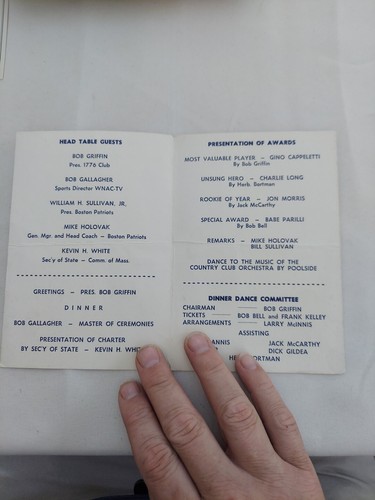 HEAD TABLE GUESTS
BOB GRIFFIN
Pres. 1776 Club
BOB GALLAGHER
Sports Director WNAC-TV
WILLIAM H. SULLIVAN, JR,
Pres. Boston Patriots
MIKE HOLOVAK
Gen. Mgr. and Head Coach — Boston Patriots
KEVIN H. WHITE
Sec'y of State — Comm. of Mass.
GREETINGS — PRES. BOB GRIFFIN
DINNER
BOB GALLAGHER — MASTER OF CEREMONIES
PRESENTATION OF CHARTER
BY SEC'Y OF STATE — KEVIN H.
PRESENTATION OF AWARDS
MOST VALUABLE PLAYER — GINO CAPPELETTI
By Bob Griffin
UNSUNG HERO — CHARLIE LONG
By Herb Bortman
ROOKIE OF YEAR — JON MORRIS
By Jack McCarthy
SPECIAL AWARD — BABE PARILLI
By Bob Bell
REMARKS — MIKE HOLOVAK
BILL SULLIVAN
DANCE TO THE MUSIC OF THE
COUNTRY CLUB ORCHESTRA BY POOLSIDE
DINNER DANCE COMMITTEE
CHAIRMAN BOB GRIFFIN
TICKETS BOB BELL and FRANK KELLEY
ARRANGEMENTS LARRY McINNIS
ASSISTING
JACK McCARTHY
DICK GILDEA